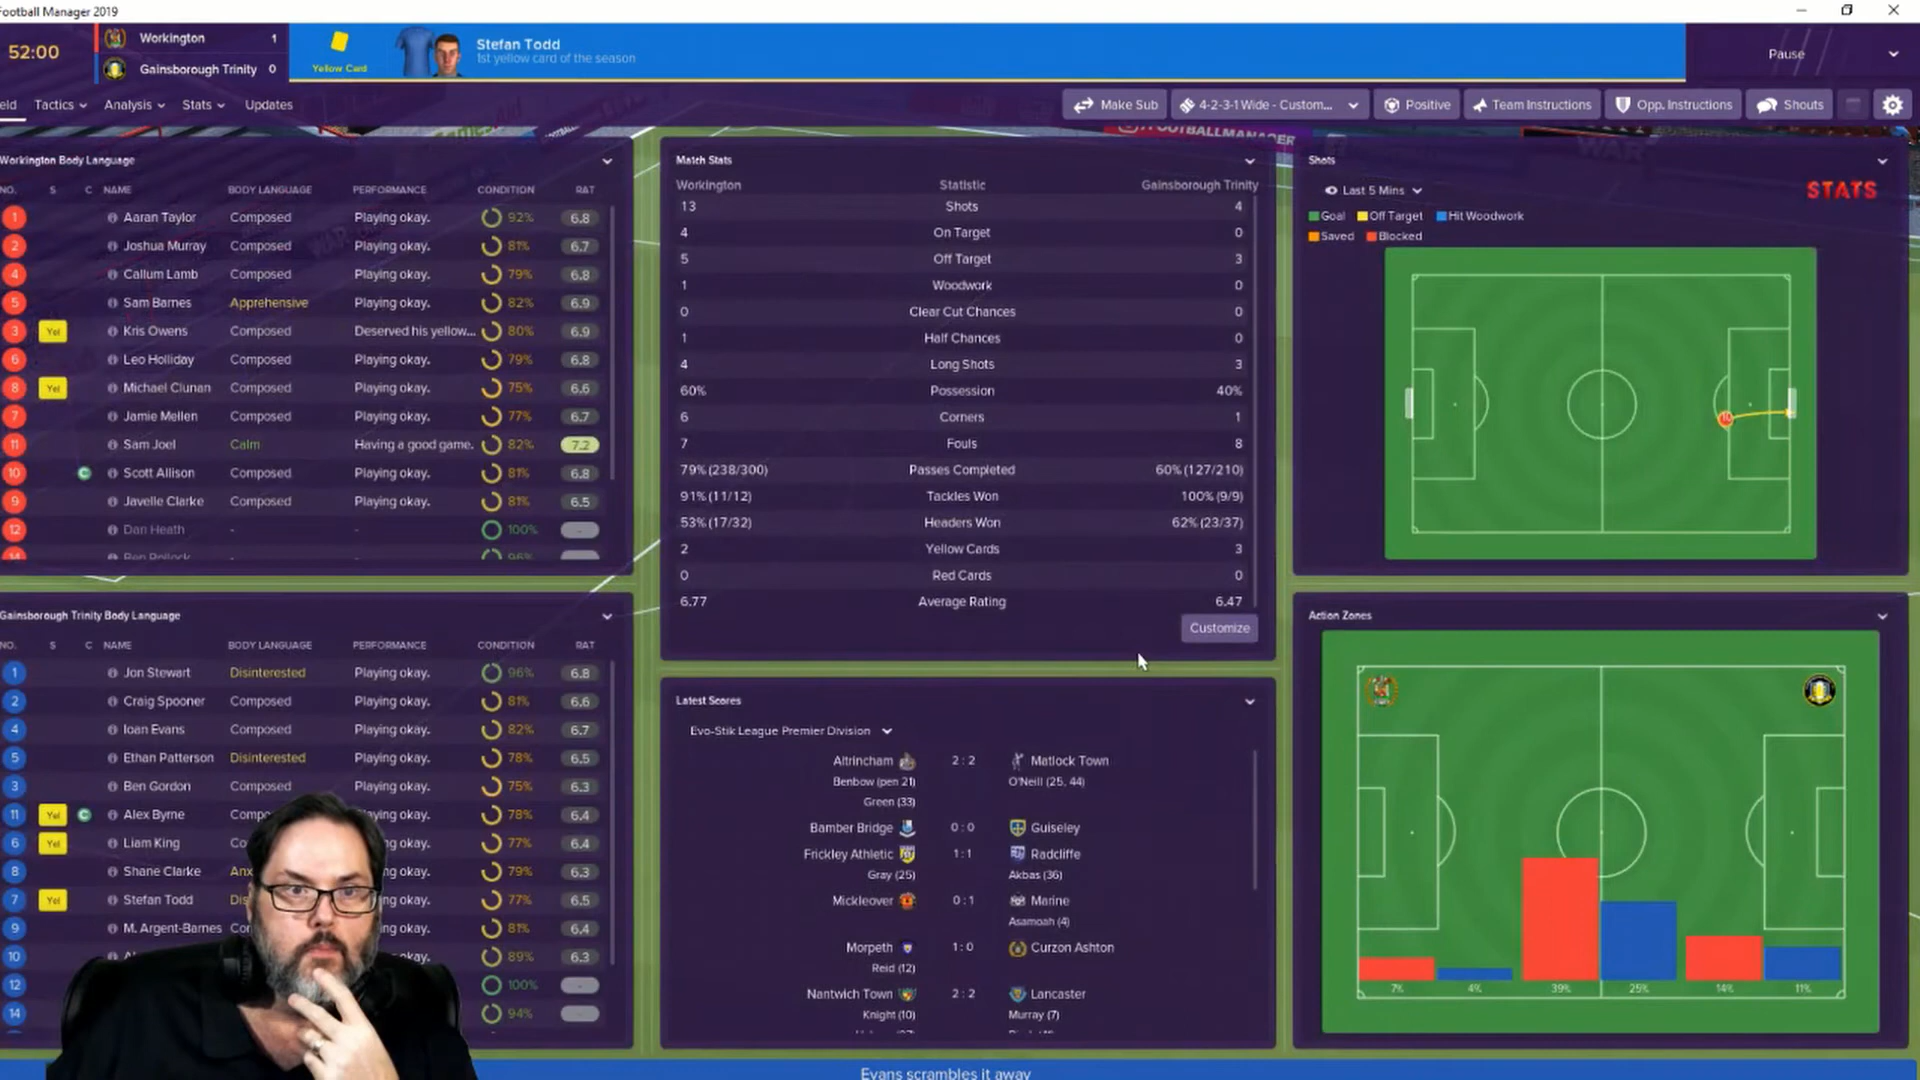 Football Manager 2019
52:00
Workington 1
Gainsborough Trinity 0
Yellow Card
Stefan Todd
1st yellow card of the season
Pause
eld Tactics Analysis Stats Updates
Make Sub 4-2-3-1 Wide - Custom... Positive Team Instructions Opp. Instructions Shouts
Workington Body Language
NO. S C NAME BODY LANGUAGE PERFORMANCE CONDITION RAT
1 Aaran Taylor Composed Playing okay. 92% 6.8
2 Joshua Murray Composed Playing okay. 81% 6.7
4 Callum Lamb Composed Playing okay. 79% 6.8
5 Sam Barnes Apprehensive Playing okay. 82% 6.9
3 Yel Kris Owens Composed Deserved his yellow... 80% 6.9
6 Leo Holliday Composed Playing okay. 79% 6.8
8 Yel Michael Clunan Composed Playing okay. 75% 6.6
7 Jamie Mellen Composed Playing okay. 77% 6.7
11 Sam Joel Calm Having a good game. 82% 7.2
10 C Scott Allison Composed Playing okay. 81% 6.8
9 Javelle Clarke Composed Playing okay. 81% 6.5
12 Dan Heath - - 100% -
Gainsborough Trinity Body Language
NO. S C NAME BODY LANGUAGE PERFORMANCE CONDITION RAT
1 Jon Stewart Disinterested Playing okay. 96% 6.8
2 Craig Spooner Composed Playing okay. 81% 6.6
4 Ioan Evans Composed Playing okay. 82% 6.7
5 Ethan Patterson Disinterested Playing okay. 78% 6.5
3 Ben Gordon Composed Playing okay. 75% 6.3
11 Yel C Alex Byrne Compo aying okay. 78% 6.4
6 Yel Liam King Co ng okay. 77% 6.4
8 Shane Clarke Anx g okay. 79% 6.3
7 Yel Stefan Todd Dis g okay. 77% 6.5
9 M. Argent-Barnes Con g okay. 81% 6.4
10 okay. 89% 6.3
12 100% -
14 94% -
Match Stats
Workington Statistic Gainsborough Trinity
13 Shots 4
4 On Target 0
5 Off Target 3
1 Woodwork 0
0 Clear Cut Chances 0
1 Half Chances 0
4 Long Shots 3
60% Possession 40%
6 Corners 1
7 Fouls 8
79% (238/300) Passes Completed 60% (127/210)
91% (11/12) Tackles Won 100% (9/9)
53% (17/32) Headers Won 62% (23/37)
2 Yellow Cards 3
0 Red Cards 0
6.77 Average Rating 6.47
Customize
Latest Scores
Evo-Stik League Premier Division
Altrincham 2 : 2 Matlock Town
Benbow (pen 21) O'Neill (25, 44)
Green (33)
Bamber Bridge 0 : 0 Guiseley
Frickley Athletic 1 : 1 Radcliffe
Gray (25) Akbas (36)
Mickleover 0 : 1 Marine
Asamoah (4)
Morpeth 1 : 0 Curzon Ashton
Reid (12)
Nantwich Town 2 : 2 Lancaster
Knight (10) Murray (7)
Shots
Last 5 Mins
STATS
Goal Off Target Hit Woodwork
Saved Blocked
10
Action Zones
7% 4% 39% 25% 14% 11%
Evans scrambles it away
FOOTBALLMANAGER